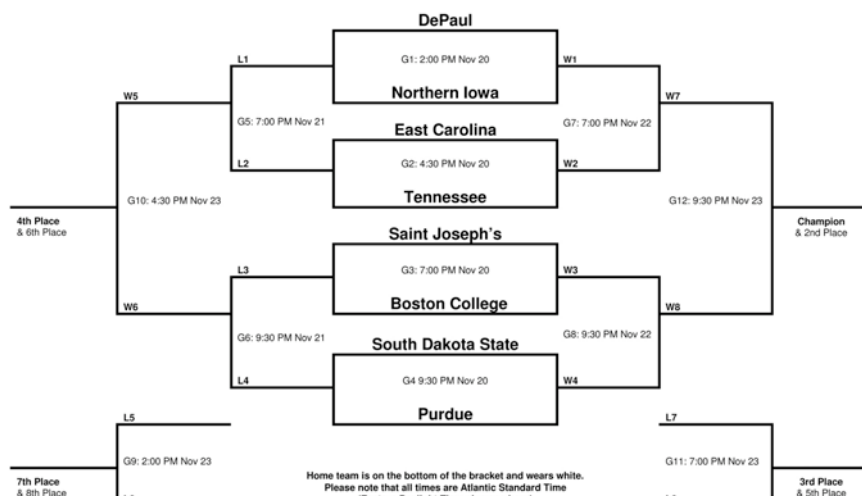 DePaul
L1
G1: 2:00 PM Nov 20
W1
W5
Northern Iowa
W7
G5: 7:00 PM Nov 21
G7: 7:00 PM Nov 22
East Carolina
L2
G2: 4:30 PM Nov 20
W2
G10: 4:30 PM Nov 23
Tennessee
G12: 9:30 PM Nov 23
4th Place
& 6th Place
Champion
& 2nd Place
Saint Joseph's
L3
G3: 7:00 PM Nov 20
W3
W6
Boston College
W8
G6: 9:30 PM Nov 21
G8: 9:30 PM Nov 22
South Dakota State
L4
G4 9:30 PM Nov 20
W4
Purdue
L5
L7
G9: 2:00 PM Nov 23
G11: 7:00 PM Nov 23
7th Place
& 8th Place
3rd Place
& 5th Place
Home team is on the bottom of the bracket and wears white.
Please note that all times are Atlantic Standard Time